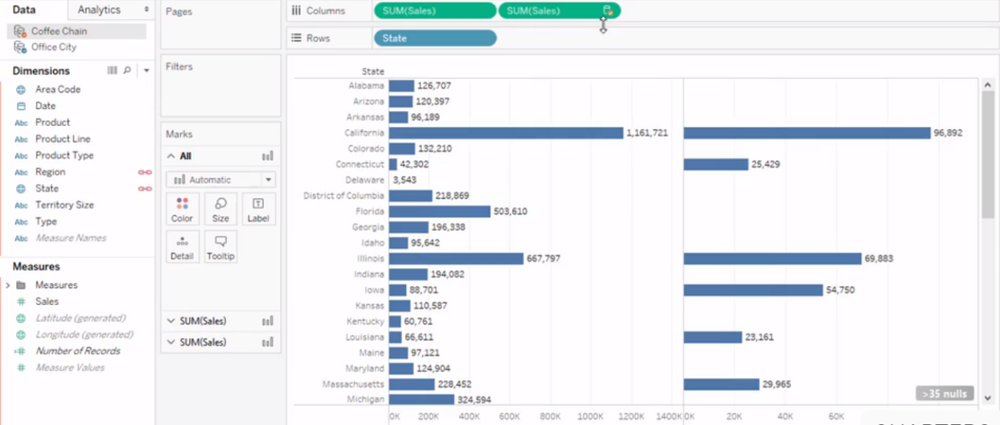 Data Analytics
Coffee Chain
Office City
Dimensions
Area Code
Date
Abc Product
Abc Product Line
Abc Product Type
Abc Region
State
Abc Territory Size
Abc Type
Abc Measure Names
Measures
Measures
# Sales
Latitude (generated)
Longitude (generated)
=# Number of Records
# Measure Values
Pages
Filters
Marks
All
Automatic
Color Size Label
Detail Tooltip
SUM(Sales)
SUM(Sales)
Columns SUM(Sales) SUM(Sales)
Rows State
State
Alabama 126,707
Arizona 120,397
Arkansas 96,189
California 1,161,721 96,892
Colorado 132,210
Connecticut 42,302 25,429
Delaware 3,543
District of Columbia 218,869
Florida 503,610
Georgia 196,338
Idaho 95,642
Illinois 667,797 69,883
Indiana 194,082
Iowa 88,701 54,750
Kansas 110,587
Kentucky 60,761
Louisiana 66,611 23,161
Maine 97,121
Maryland 124,904
Massachusetts 228,452 29,965
Michigan 324,594
>35 nulls
0K 200K 400K 600K 800K 1000K 1200K 1400K 0K 20K 40K 60K